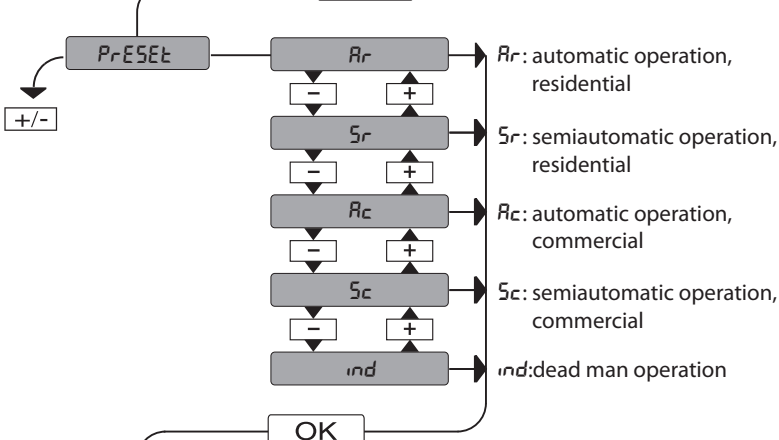 PrESEt
Ar
Ar: automatic operation,
residential
+/-
- +
Sr
Sr: semiautomatic operation,
residential
- +
Ac
Ac: automatic operation,
commercial
- +
Sc
Sc: semiautomatic operation,
commercial
- +
ind
ind:dead man operation
OK